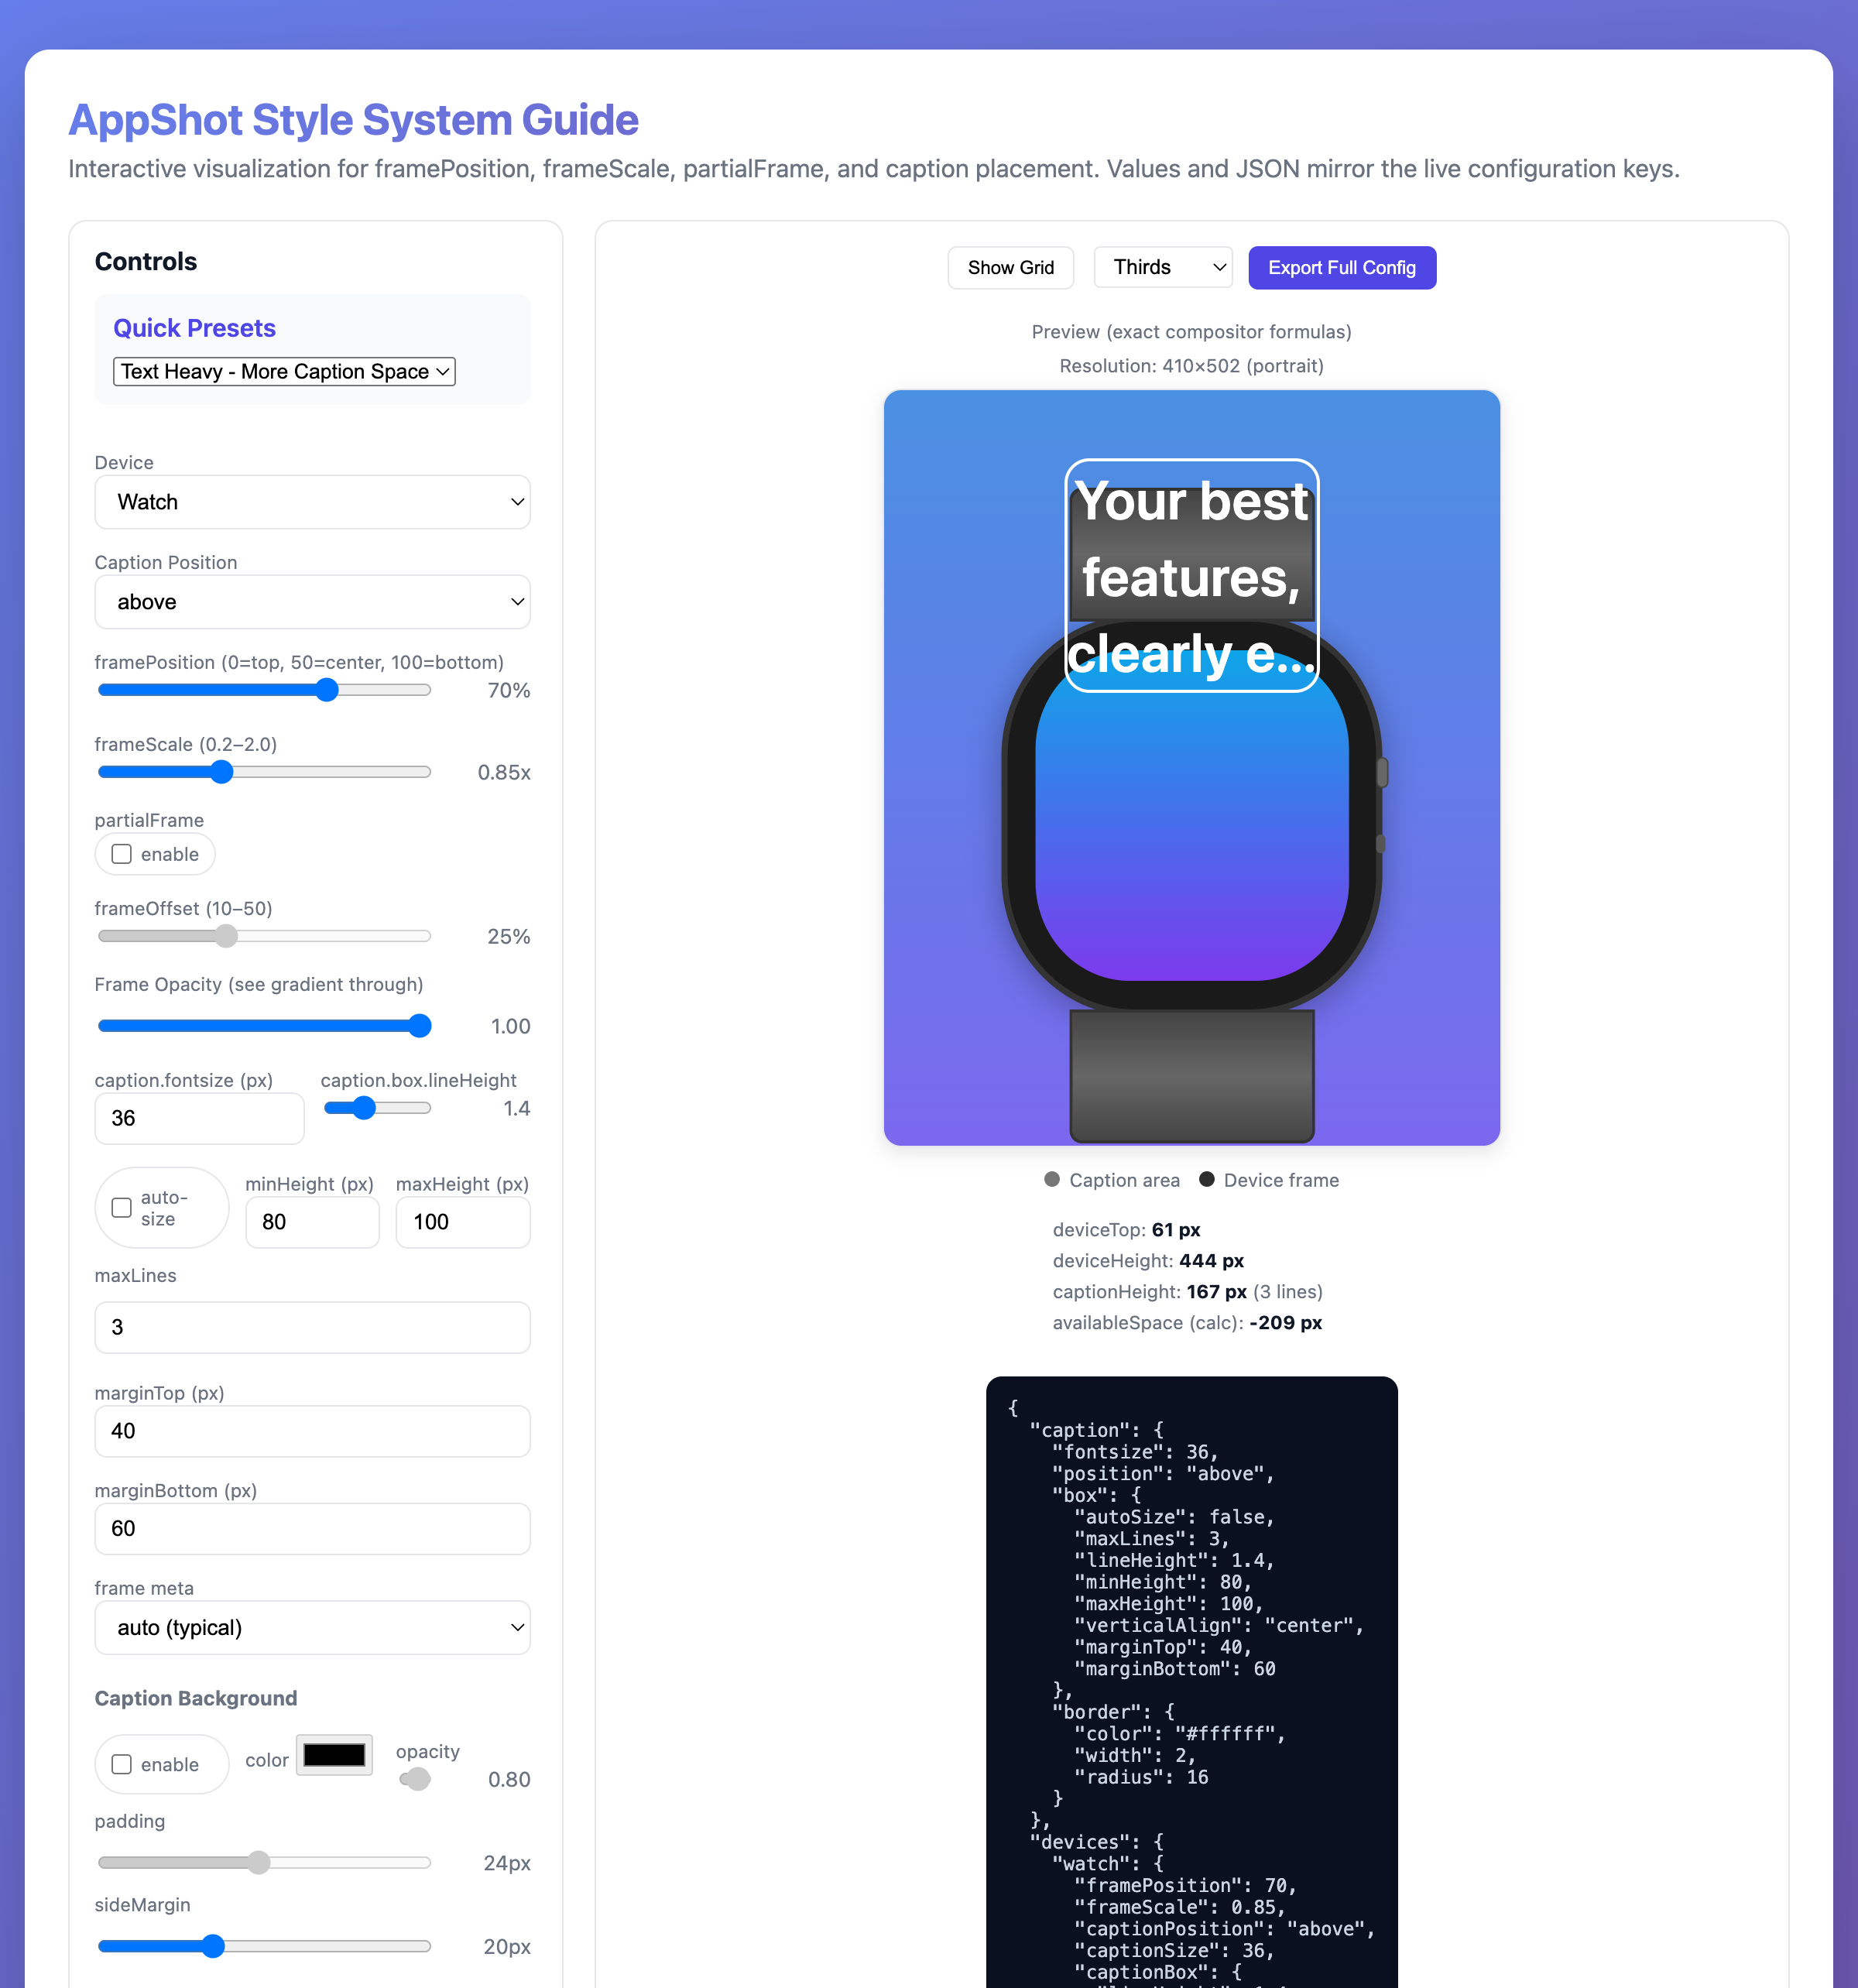 AppShot Style System Guide
Interactive visualization for framePosition, frameScale, partialFrame, and caption placement. Values and JSON mirror the live configuration keys.
Controls
Quick Presets
Text Heavy - More Caption Space
Device
Watch
Caption Position
above
framePosition (0=top, 50=center, 100=bottom)
70%
frameScale (0.2–2.0)
0.85x
partialFrame
enable
frameOffset (10–50)
25%
Frame Opacity (see gradient through)
1.00
caption.fontsize (px)
36
caption.box.lineHeight
1.4
auto-
size
minHeight (px)
80
maxHeight (px)
100
maxLines
3
marginTop (px)
40
marginBottom (px)
60
frame meta
auto (typical)
Caption Background
enable
color
opacity
0.80
padding
24px
sideMargin
20px
Show Grid
Thirds
Export Full Config
Preview (exact compositor formulas)
Resolution: 410×502 (portrait)
Your best
features,
clearly e...
Caption area
Device frame
deviceTop: 61 px
deviceHeight: 444 px
captionHeight: 167 px (3 lines)
availableSpace (calc): -209 px
{
"caption": {
"fontsize": 36,
"position": "above",
"box": {
"autoSize": false,
"maxLines": 3,
"lineHeight": 1.4,
"minHeight": 80,
"maxHeight": 100,
"verticalAlign": "center",
"marginTop": 40,
"marginBottom": 60
},
"border": {
"color": "#ffffff",
"width": 2,
"radius": 16
}
},
"devices": {
"watch": {
"framePosition": 70,
"frameScale": 0.85,
"captionPosition": "above",
"captionSize": 36,
"captionBox": {